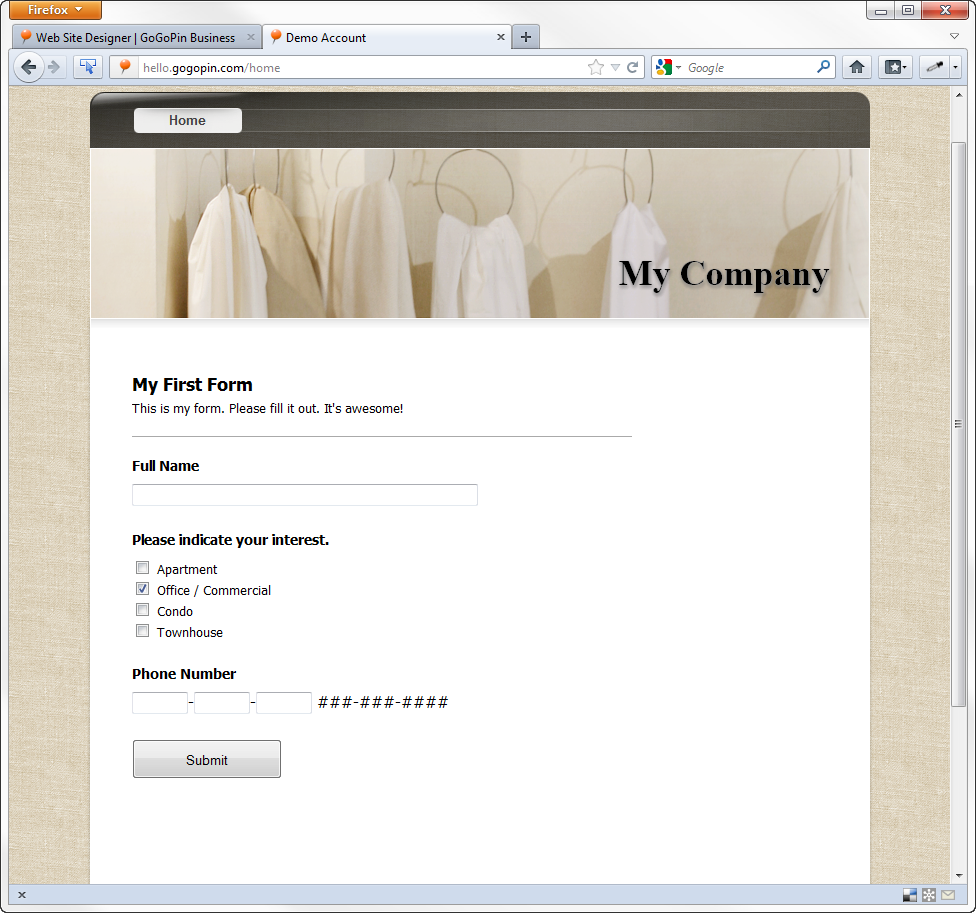 Firefox
Web Site Designer | GoGoPin Business
Demo Account
hello.gogopin.com/home
Google
Home
My Company
My First Form
This is my form. Please fill it out. It's awesome!
Full Name
Please indicate your interest.
Apartment
Office / Commercial
Condo
Townhouse
Phone Number
- - ###-###-####
Submit